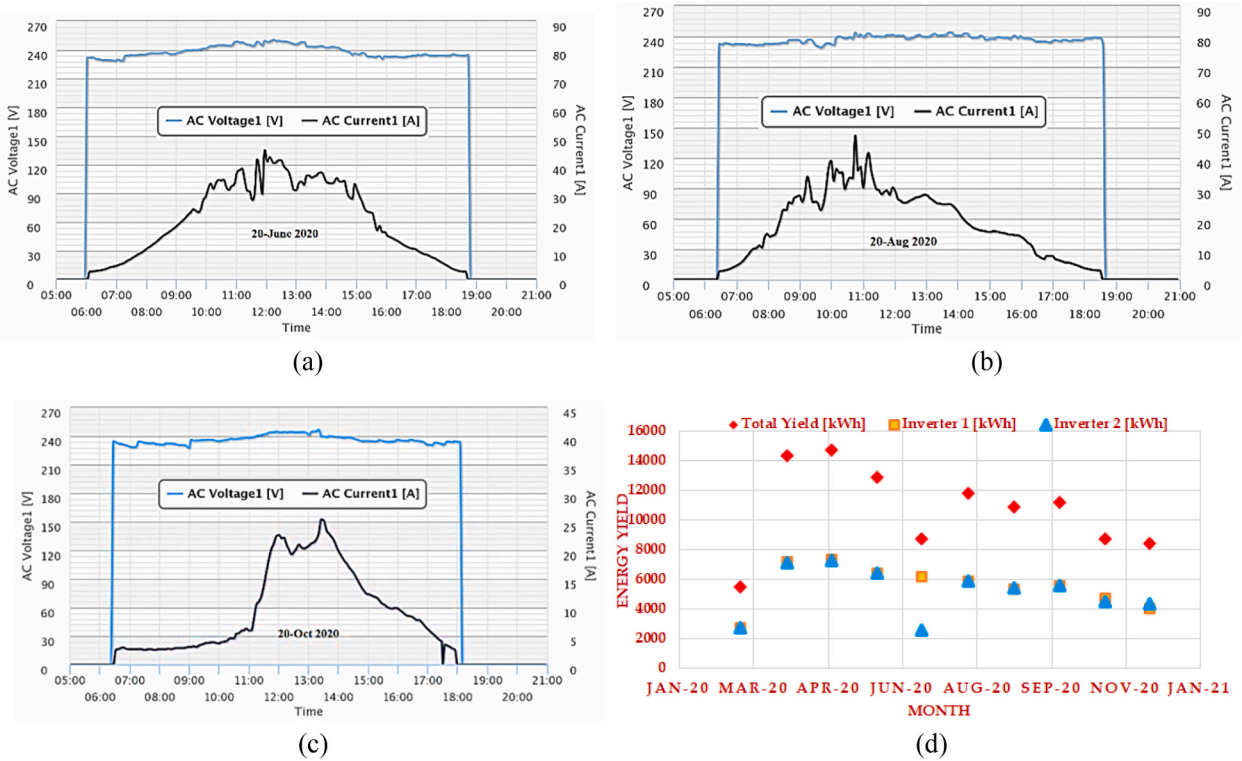 270
240
210
180
150
120
90
60
30
0
AC Voltage1 [V]
90
80
70
60
50
40
30
20
10
0
AC Current1 [A]
AC Voltage1 [V] AC Current1 [A]
20-June 2020
05:00 07:00 09:00 11:00 13:00 15:00 17:00 19:00 21:00
06:00 08:00 10:00 12:00 14:00 16:00 18:00 20:00
Time
(a)
270
240
210
180
150
120
90
60
30
0
AC Voltage1 [V]
90
80
70
60
50
40
30
20
10
0
AC Current1 [A]
AC Voltage1 [V] AC Current1 [A]
20-Aug 2020
05:00 07:00 09:00 11:00 13:00 15:00 17:00 19:00 21:00
06:00 08:00 10:00 12:00 14:00 16:00 18:00 20:00
Time
(b)
270
240
210
180
150
120
90
60
30
0
AC Voltage1 [V]
45
40
35
30
25
20
15
10
5
0
AC Current1 [A]
AC Voltage1 [V] AC Current1 [A]
20-Oct 2020
05:00 07:00 09:00 11:00 13:00 15:00 17:00 19:00 21:00
06:00 08:00 10:00 12:00 14:00 16:00 18:00 20:00
Time
(c)
Total Yield [kWh] Inverter 1 [kWh] Inverter 2 [kWh]
16000
14000
12000
10000
8000
6000
4000
2000
0
ENERGY YIELD
JAN-20 MAR-20 APR-20 JUN-20 AUG-20 SEP-20 NOV-20 JAN-21
MONTH
(d)